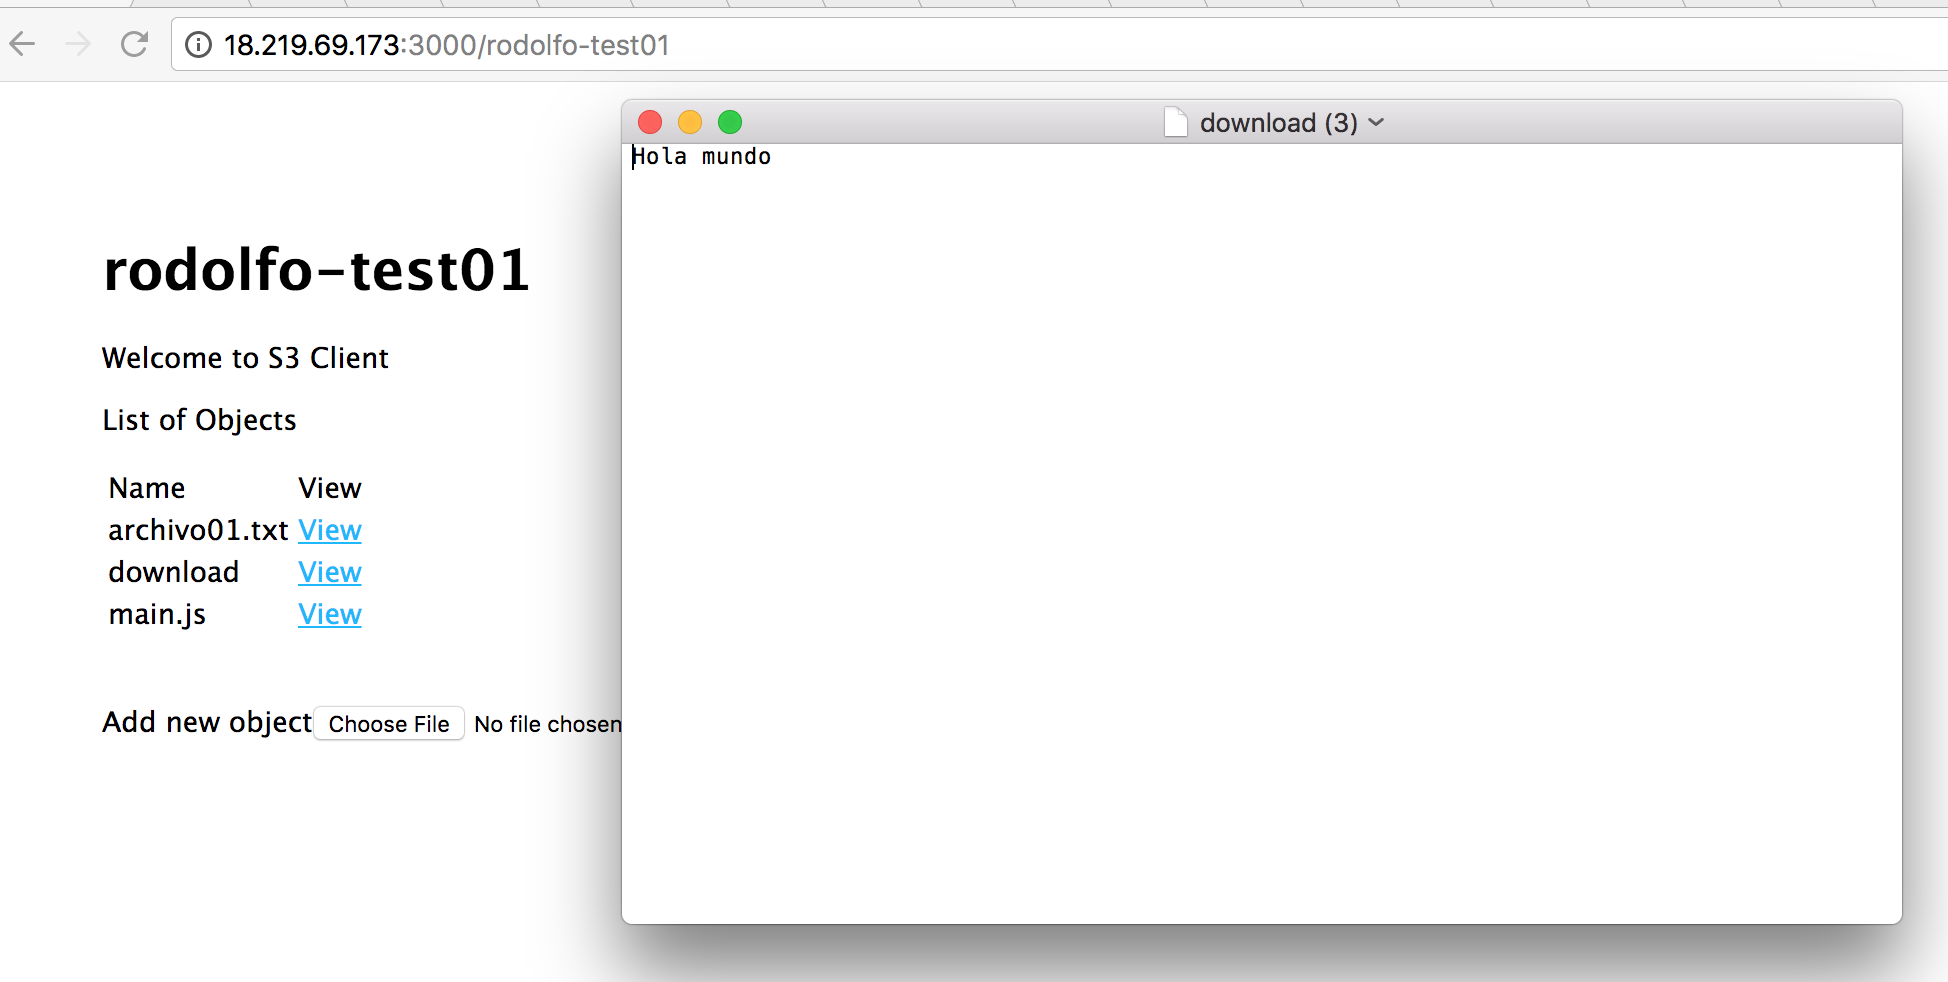 18.219.69.173:3000/rodolfo-test01
download (3)
Hola mundo
rodolfo-test01
Welcome to S3 Client
List of Objects
Name View
archivo01.txt View
download View
main.js View
Add new object Choose File No file chosen